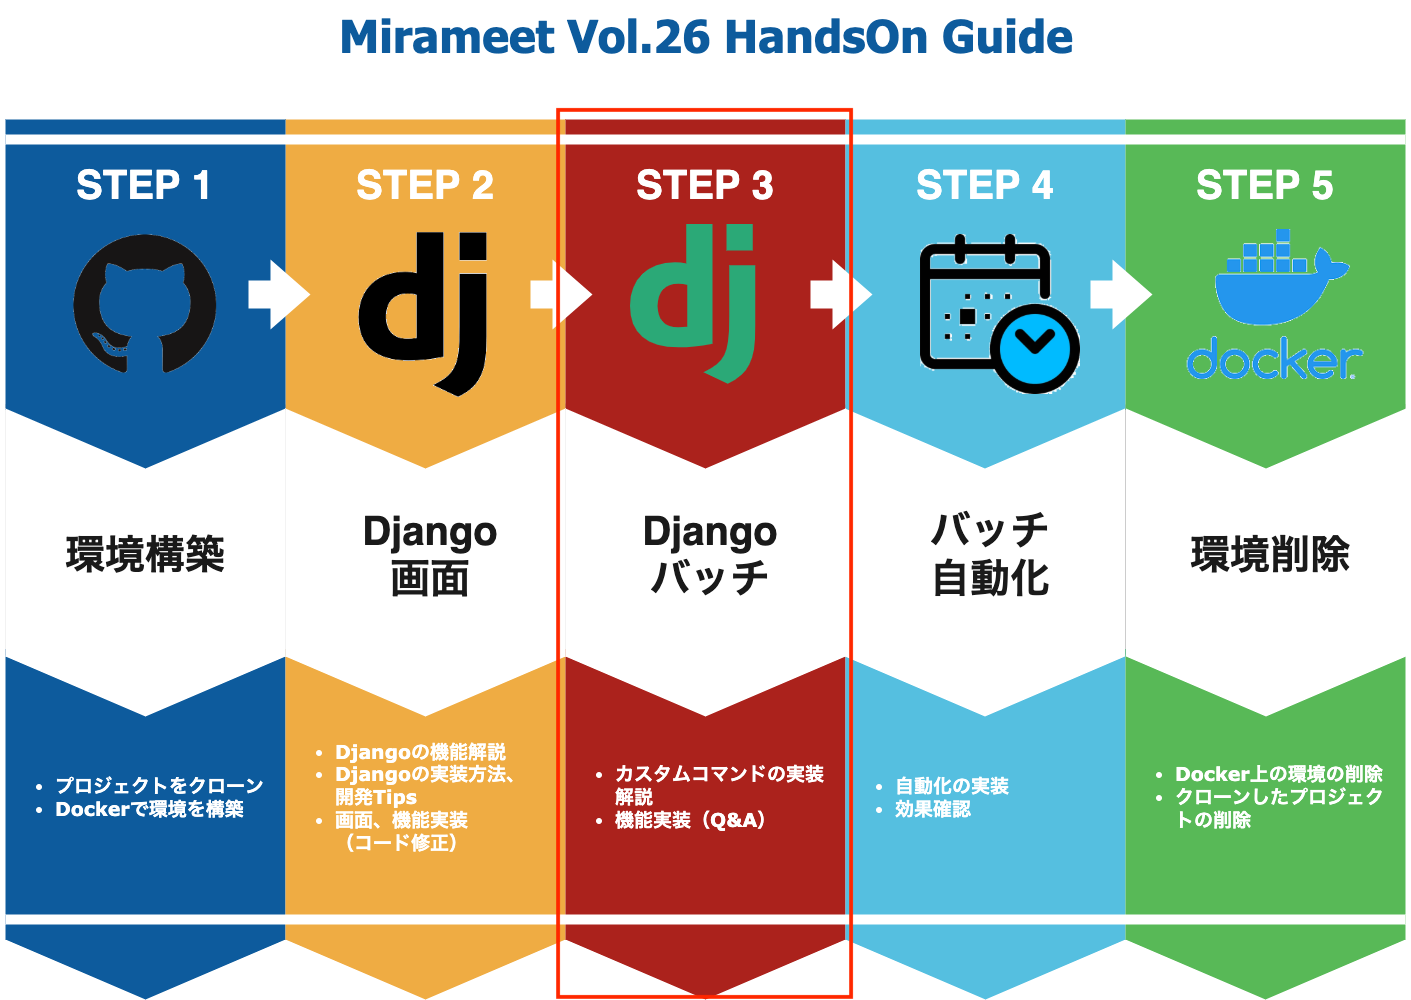 Mirameet Vol.26 HandsOn Guide
STEP 1
STEP 2
STEP 3
STEP 4
STEP 5
dj
dj
docker
環境構築
Django
画面
Django
バッチ
バッチ
自動化
環境削除
• プロジェクトをクローン
• Dockerで環境を構築
• Djangoの機能解説
• Djangoの実装方法、
開発Tips
• 画面、機能実装
（コード修正）
• カスタムコマンドの実装
解説
• 機能実装（Q&A）
• 自動化の実装
• 効果確認
• Docker上の環境の削除
• クローンしたプロジェク
トの削除